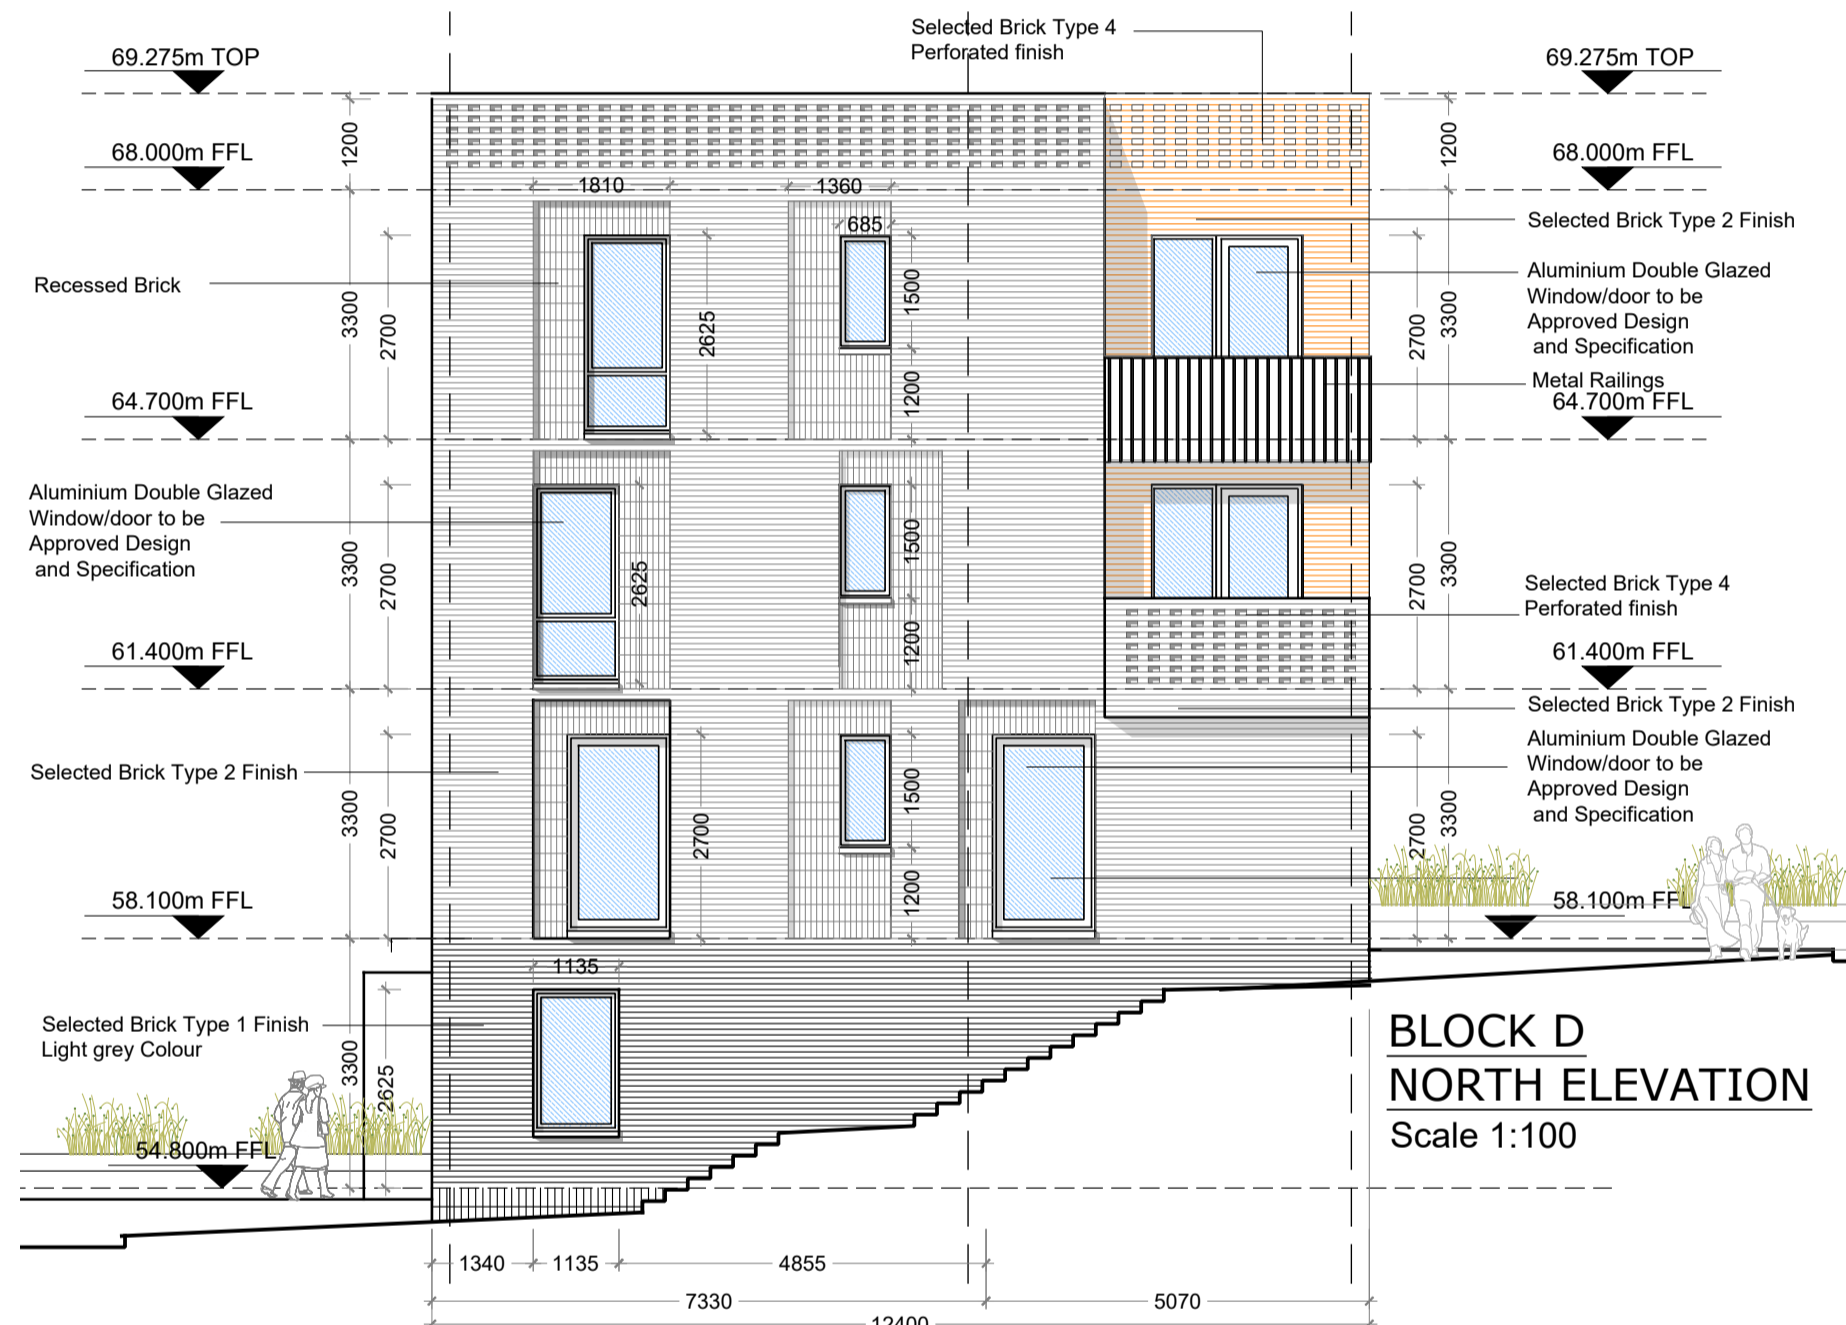 Selected Brick Type 4
Perforated finish
69.275m TOP
69.275m TOP
1200
1200
68.000m FFL
68.000m FFL
1810
1360
685
Selected Brick Type 2 Finish
Recessed Brick
Aluminium Double Glazed
Window/door to be
Approved Design
and Specification
3300
2700
2625
1500
1200
2700
3300
Metal Railings
64.700m FFL
64.700m FFL
Aluminium Double Glazed
Window/door to be
Approved Design
and Specification
3300
2700
2625
1500
1200
2700
3300
Selected Brick Type 4
Perforated finish
61.400m FFL
61.400m FFL
Selected Brick Type 2 Finish
Aluminium Double Glazed
Window/door to be
Approved Design
and Specification
Selected Brick Type 2 Finish
3300
2700
2700
1500
1200
2700
3300
58.100m FFL
58.100m FFL
1135
Selected Brick Type 1 Finish
Light grey Colour
3300
2625
54.800m FFL
BLOCK D
NORTH ELEVATION
Scale 1:100
1340
1135
4855
7330
5070
12400